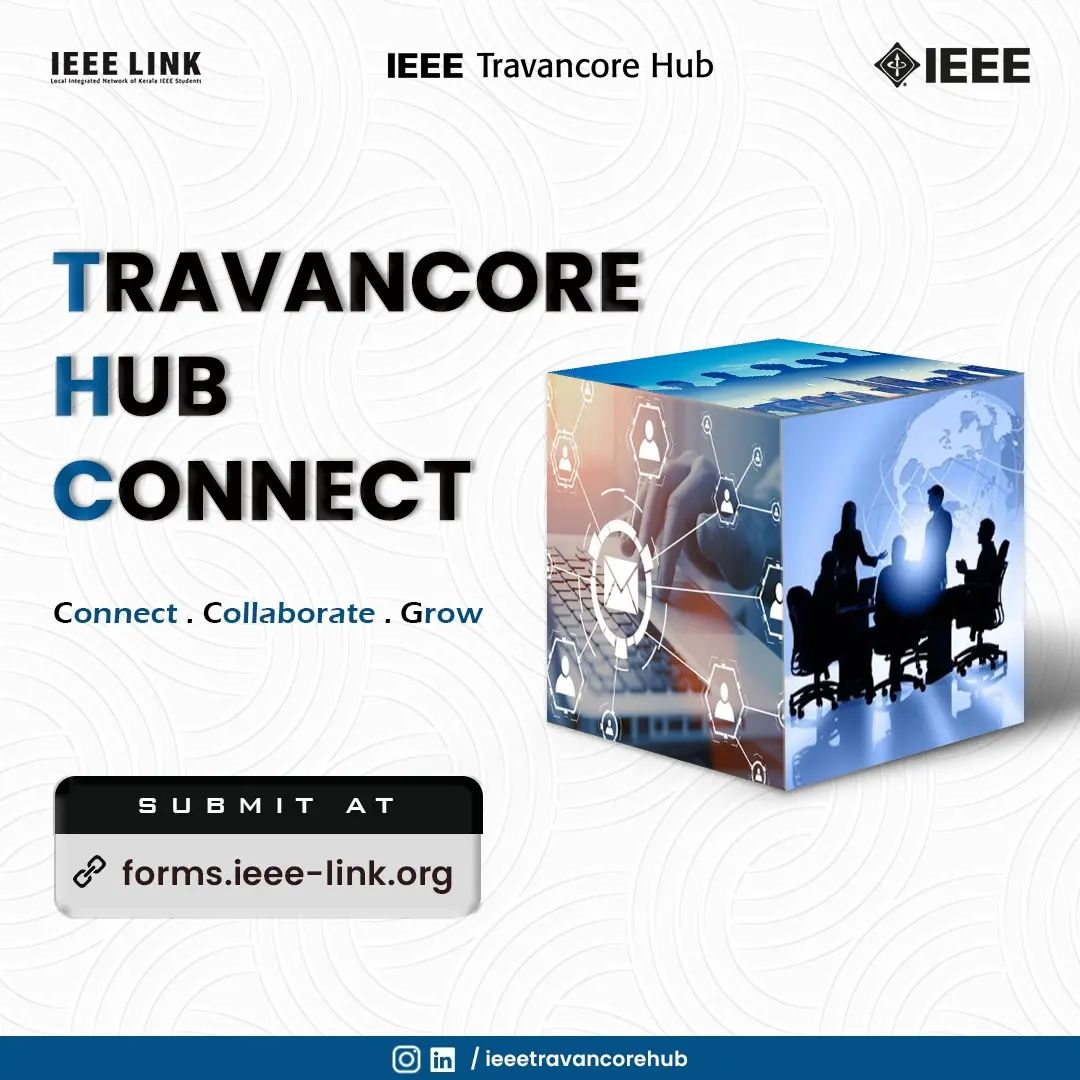 IEEE LINK
Local Integrated Network of Kerala IEEE Students
IEEE Travancore Hub
IEEE
TRAVANCORE
HUB
CONNECT
Connect . Collaborate . Grow
SUBMIT AT
forms.ieee-link.org
/ ieeetravancorehub